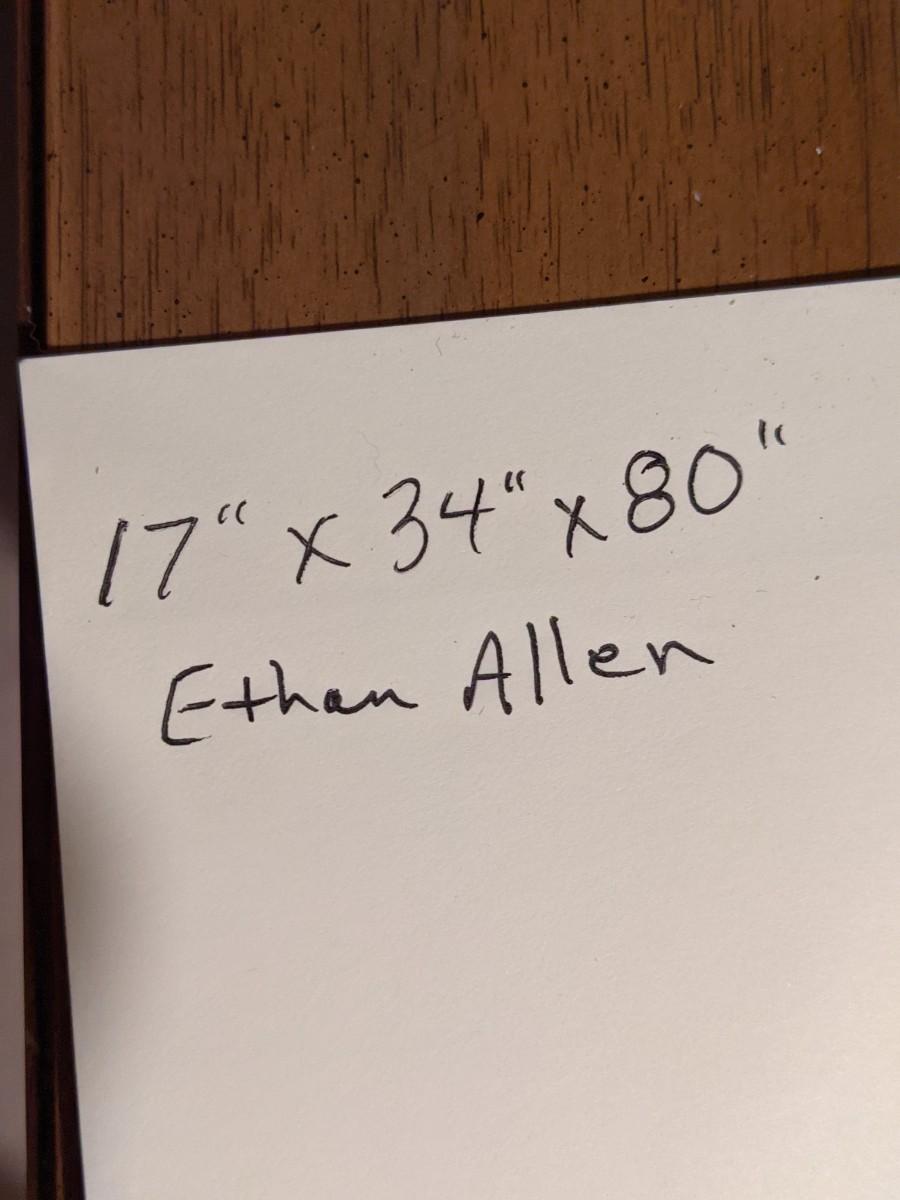 17" x 34" x 80"
Ethan Allen